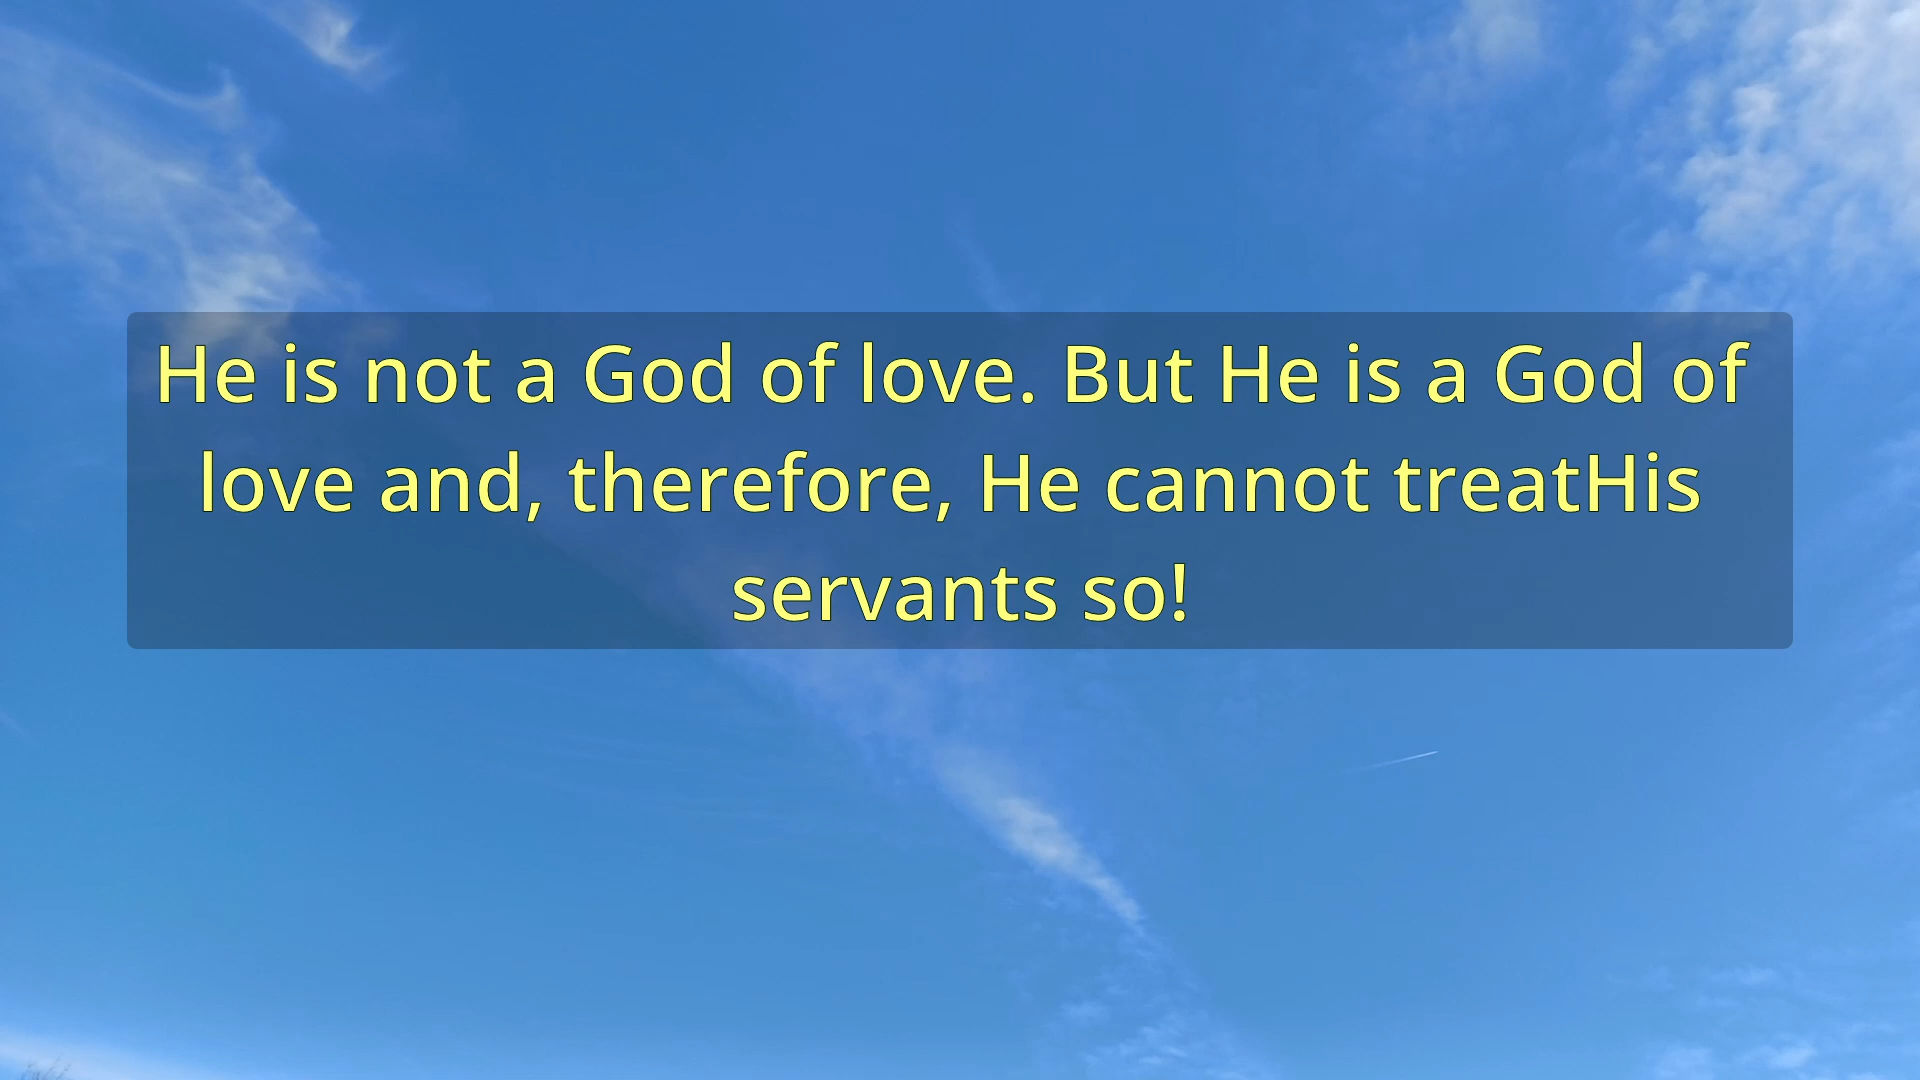 He is not a God of love. But He is a God of
love and, therefore, He cannot treatHis
servants so!